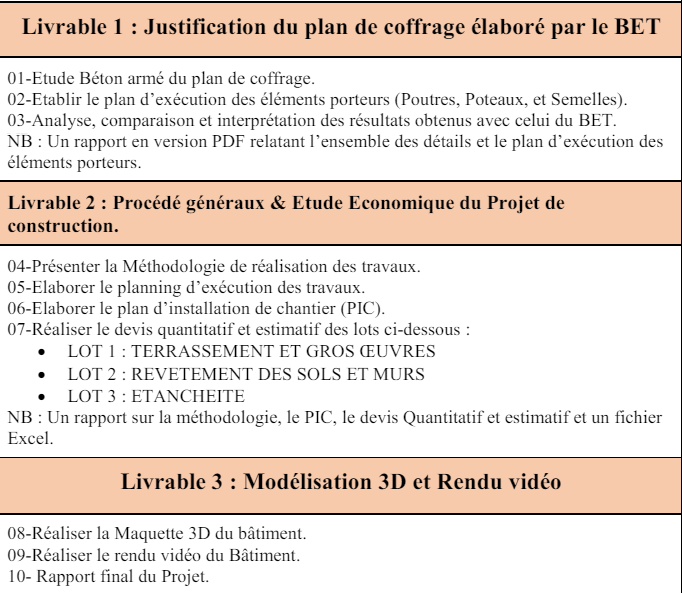 Livrable 1 : Justification du plan de coffrage élaboré par le BET
01-Etude Béton armé du plan de coffrage.
02-Etablir le plan d'exécution des éléments porteurs (Poutres, Poteaux, et Semelles).
03-Analyse, comparaison et interprétation des résultats obtenus avec celui du BET.
NB : Un rapport en version PDF relatant l'ensemble des détails et le plan d'exécution des
éléments porteurs.
Livrable 2 : Procédé généraux & Etude Economique du Projet de
construction.
04-Présenter la Méthodologie de réalisation des travaux.
05-Elaborer le planning d'exécution des travaux.
06-Elaborer le plan d'installation de chantier (PIC).
07-Réaliser le devis quantitatif et estimatif des lots ci-dessous :
• LOT 1 : TERRASSEMENT ET GROS ŒUVRES
• LOT 2 : REVETEMENT DES SOLS ET MURS
• LOT 3 : ETANCHEITE
NB : Un rapport sur la méthodologie, le PIC, le devis Quantitatif et estimatif et un fichier
Excel.
Livrable 3 : Modélisation 3D et Rendu vidéo
08-Réaliser la Maquette 3D du bâtiment.
09-Réaliser le rendu vidéo du Bâtiment.
10- Rapport final du Projet.